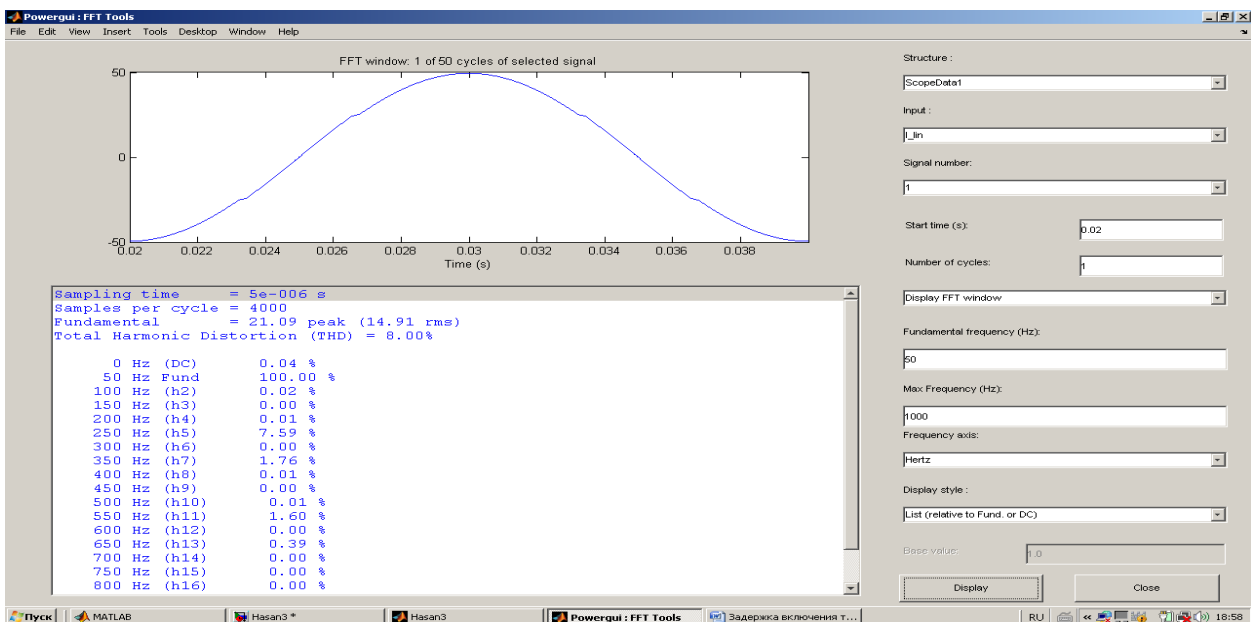 Powergui : FFT Tools
File Edit View Insert Tools Desktop Window Help
FFT window: 1 of 50 cycles of selected signal
50
0
-50
0.02 0.022 0.024 0.026 0.028 0.03 0.032 0.034 0.036 0.038
Time (s)
Sampling time = 5e-006 s
Samples per cycle = 4000
Fundamental = 21.09 peak (14.91 rms)
Total Harmonic Distortion (THD) = 8.00%
0 Hz (DC) 0.04 %
50 Hz Fund 100.00 %
100 Hz (h2) 0.02 %
150 Hz (h3) 0.00 %
200 Hz (h4) 0.01 %
250 Hz (h5) 7.59 %
300 Hz (h6) 0.00 %
350 Hz (h7) 1.76 %
400 Hz (h8) 0.01 %
450 Hz (h9) 0.00 %
500 Hz (h10) 0.01 %
550 Hz (h11) 1.60 %
600 Hz (h12) 0.00 %
650 Hz (h13) 0.39 %
700 Hz (h14) 0.00 %
750 Hz (h15) 0.00 %
800 Hz (h16) 0.00 %
Structure :
ScopeData1
Input :
I_lin
Signal number:
1
Start time (s):
0.02
Number of cycles:
1
Display FFT window
Fundamental frequency (Hz):
50
Max Frequency (Hz):
1000
Frequency axis:
Hertz
Display style :
List (relative to Fund. or DC)
Base value:
1.0
Display Close
Пуск MATLAB Hasan3 * Hasan3 Powergui : FFT Tools Задержка включения т... RU 18:58